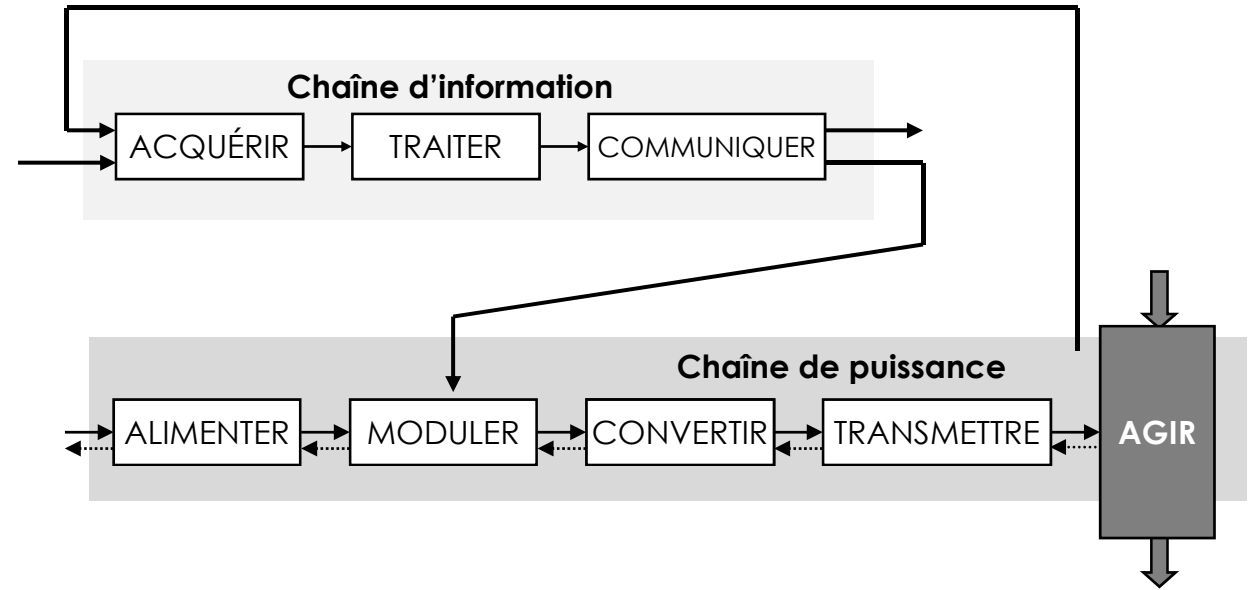 Chaîne d’information
ACQUÉRIR
TRAITER
COMMUNIQUER
Chaîne de puissance
ALIMENTER
MODULER
CONVERTIR
TRANSMETTRE
AGIR